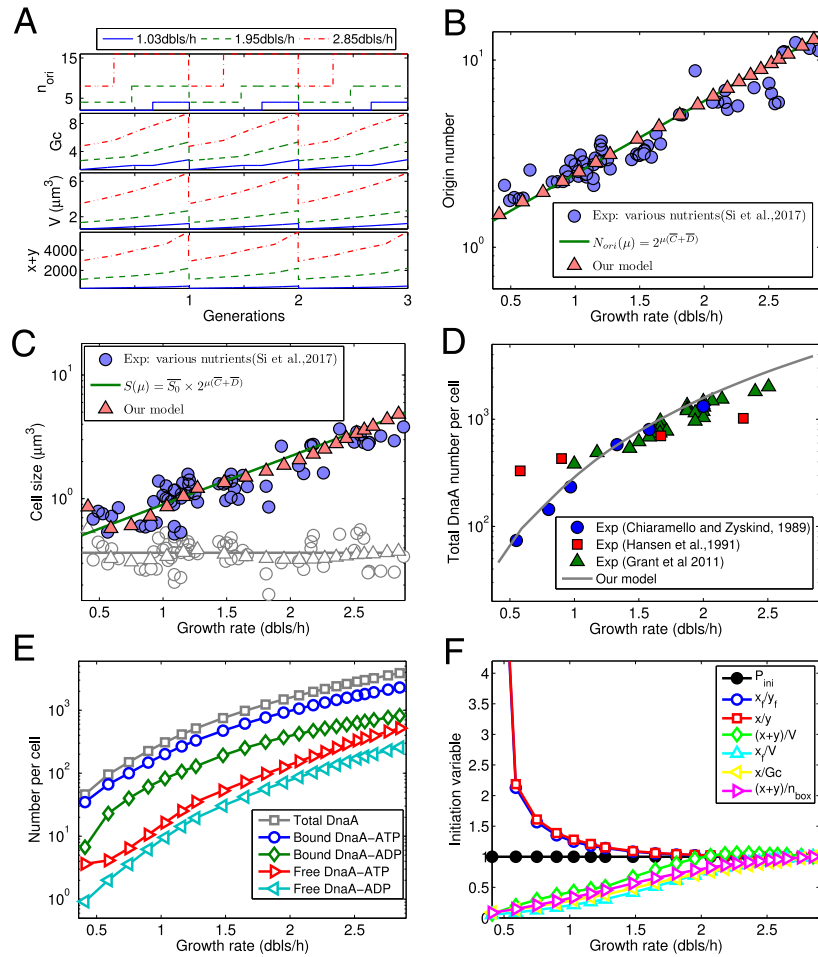 A
1.03dbls/h 1.95dbls/h 2.85dbls/h
15
5
n_ori
8
4
Gc
6
2
V (μm³)
4000
2000
x+y
0 1 2 3
Generations
B
10¹
10⁰
Origin number
Exp: various nutrients(Si et al.,2017)
N_ori(μ) = 2^{μ(C̅+D̅)}
Our model
0.5 1 1.5 2 2.5
Growth rate (dbls/h)
C
10¹
10⁰
Cell size (μm³)
Exp: various nutrients(Si et al.,2017)
S(μ) = S̅₀ × 2^{μ(C̅+D̅)}
Our model
0.5 1 1.5 2 2.5
Growth rate (dbls/h)
D
10³
10²
Total DnaA number per cell
Exp (Chiaramello and Zyskind, 1989)
Exp (Hansen et al.,1991)
Exp (Grant et al 2011)
Our model
0.5 1 1.5 2 2.5
Growth rate (dbls/h)
E
10³
10²
10¹
10⁰
Number per cell
Total DnaA
Bound DnaA−ATP
Bound DnaA−ADP
Free DnaA−ATP
Free DnaA−ADP
0.5 1 1.5 2 2.5
Growth rate (dbls/h)
F
4
3.5
3
2.5
2
1.5
1
0.5
0
Initiation variable
P_ini
x_f/y_f
x/y
(x+y)/V
x_f/V
x/Gc
(x+y)/n_box
0.5 1 1.5 2 2.5
Growth rate (dbls/h)